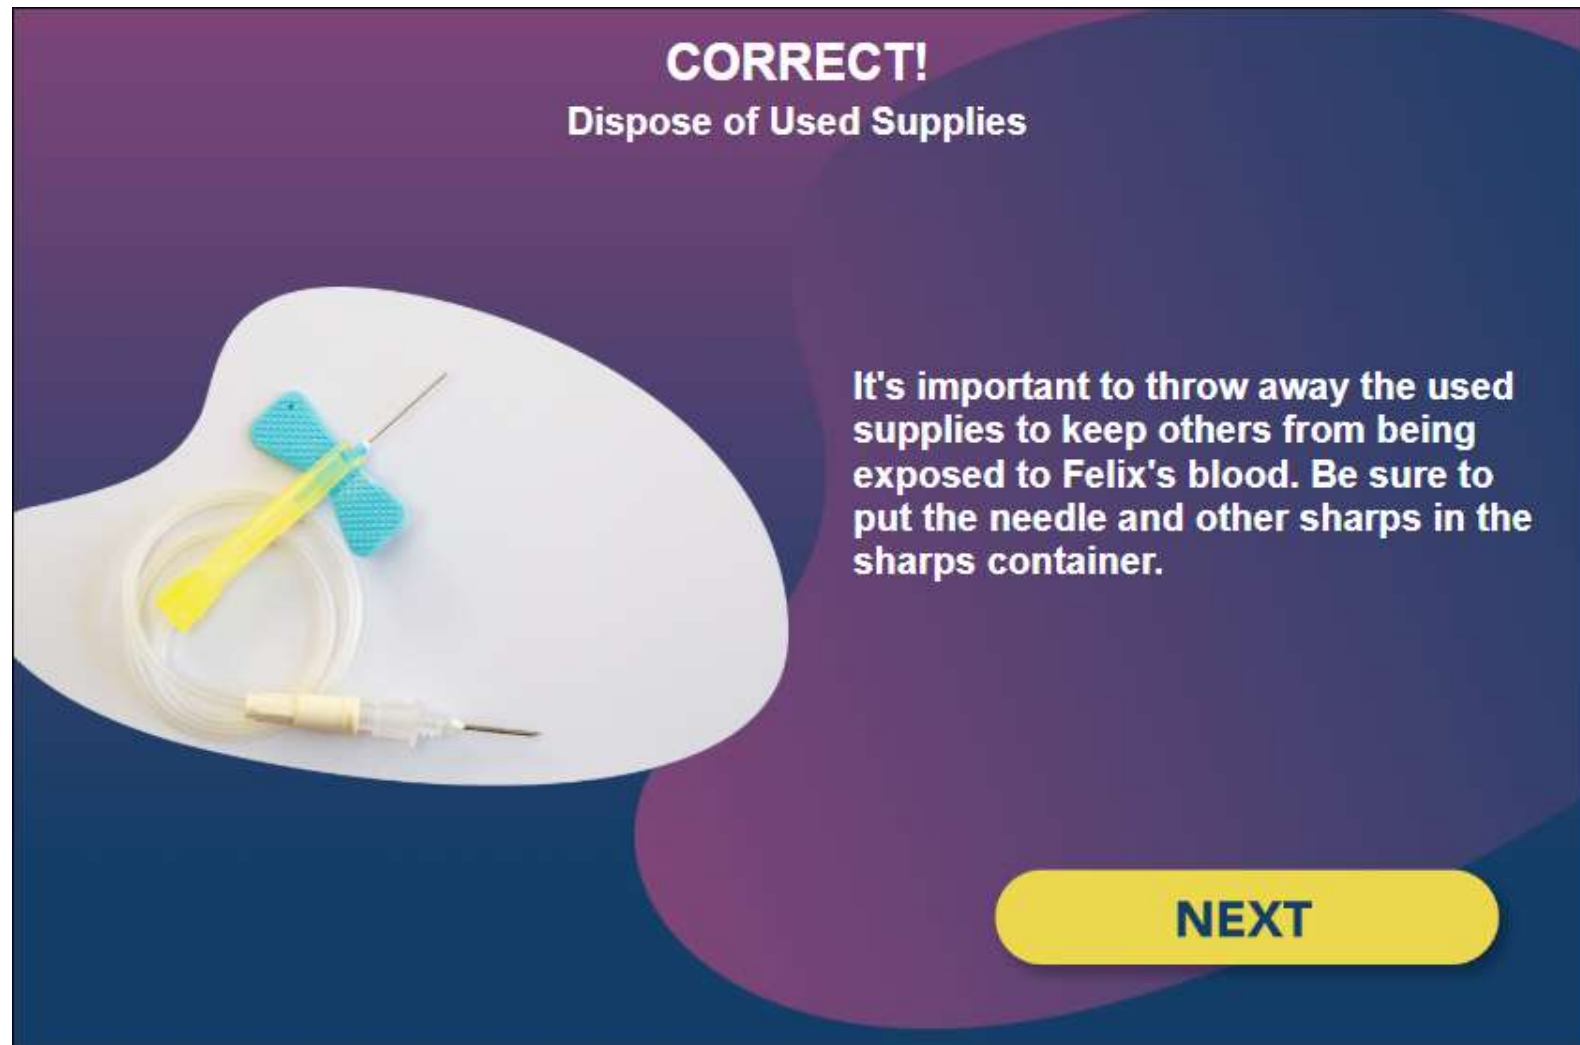 CORRECT!
Dispose of Used Supplies
It's important to throw away the used
supplies to keep others from being
exposed to Felix's blood. Be sure to
put the needle and other sharps in the
sharps container.
NEXT